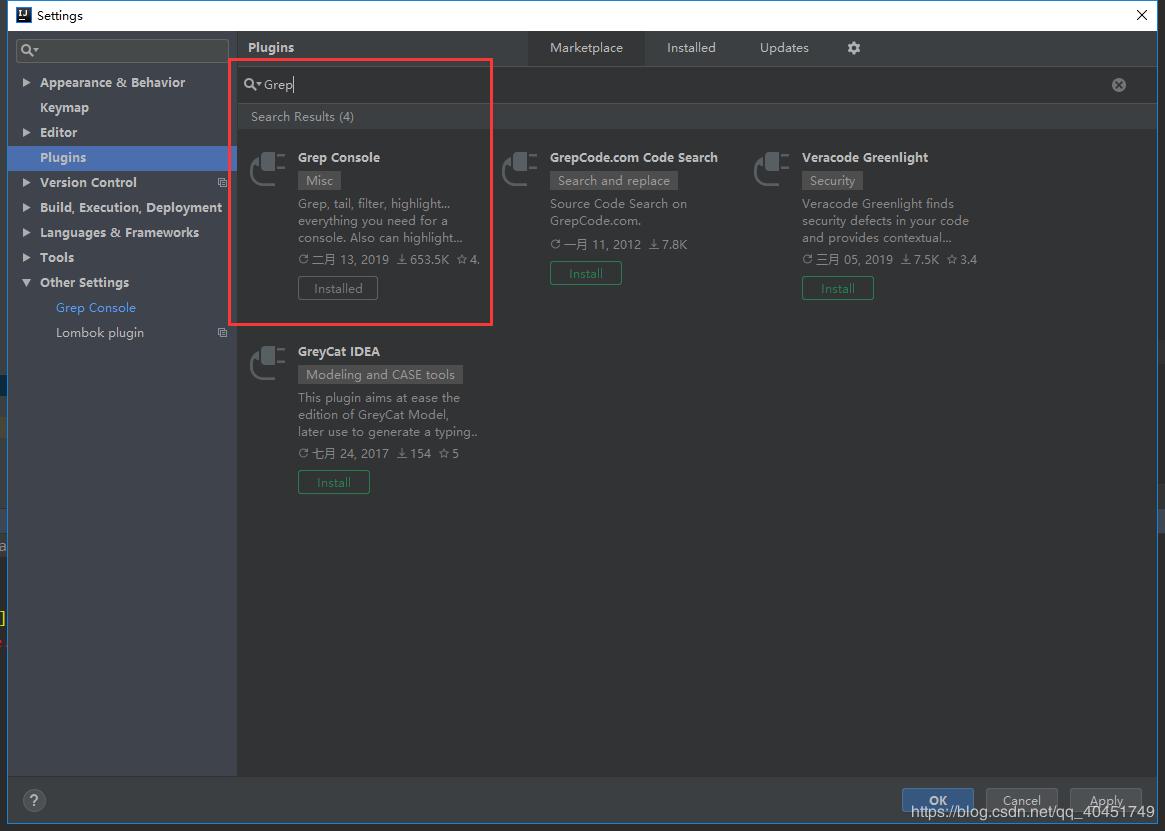 Settings
Plugins
Marketplace
Installed
Updates
Appearance & Behavior
Keymap
Editor
Plugins
Version Control
Build, Execution, Deployment
Languages & Frameworks
Tools
Other Settings
Grep Console
Lombok plugin
Grep
Search Results (4)
Grep Console
Misc
Grep, tail, filter, highlight...
everything you need for a
console. Also can highlight...
二月 13, 2019 653.5K 4.
Installed
GrepCode.com Code Search
Search and replace
Source Code Search on
GrepCode.com.
一月 11, 2012 7.8K
Install
Veracode Greenlight
Security
Veracode Greenlight finds
security defects in your code
and provides contextual...
三月 05, 2019 7.5K 3.4
Install
GreyCat IDEA
Modeling and CASE tools
This plugin aims at ease the
edition of GreyCat Model,
later use to generate a typing..
七月 24, 2017 154 5
Install
?
OK
Cancel
Apply
https://blog.csdn.net/qq_40451749